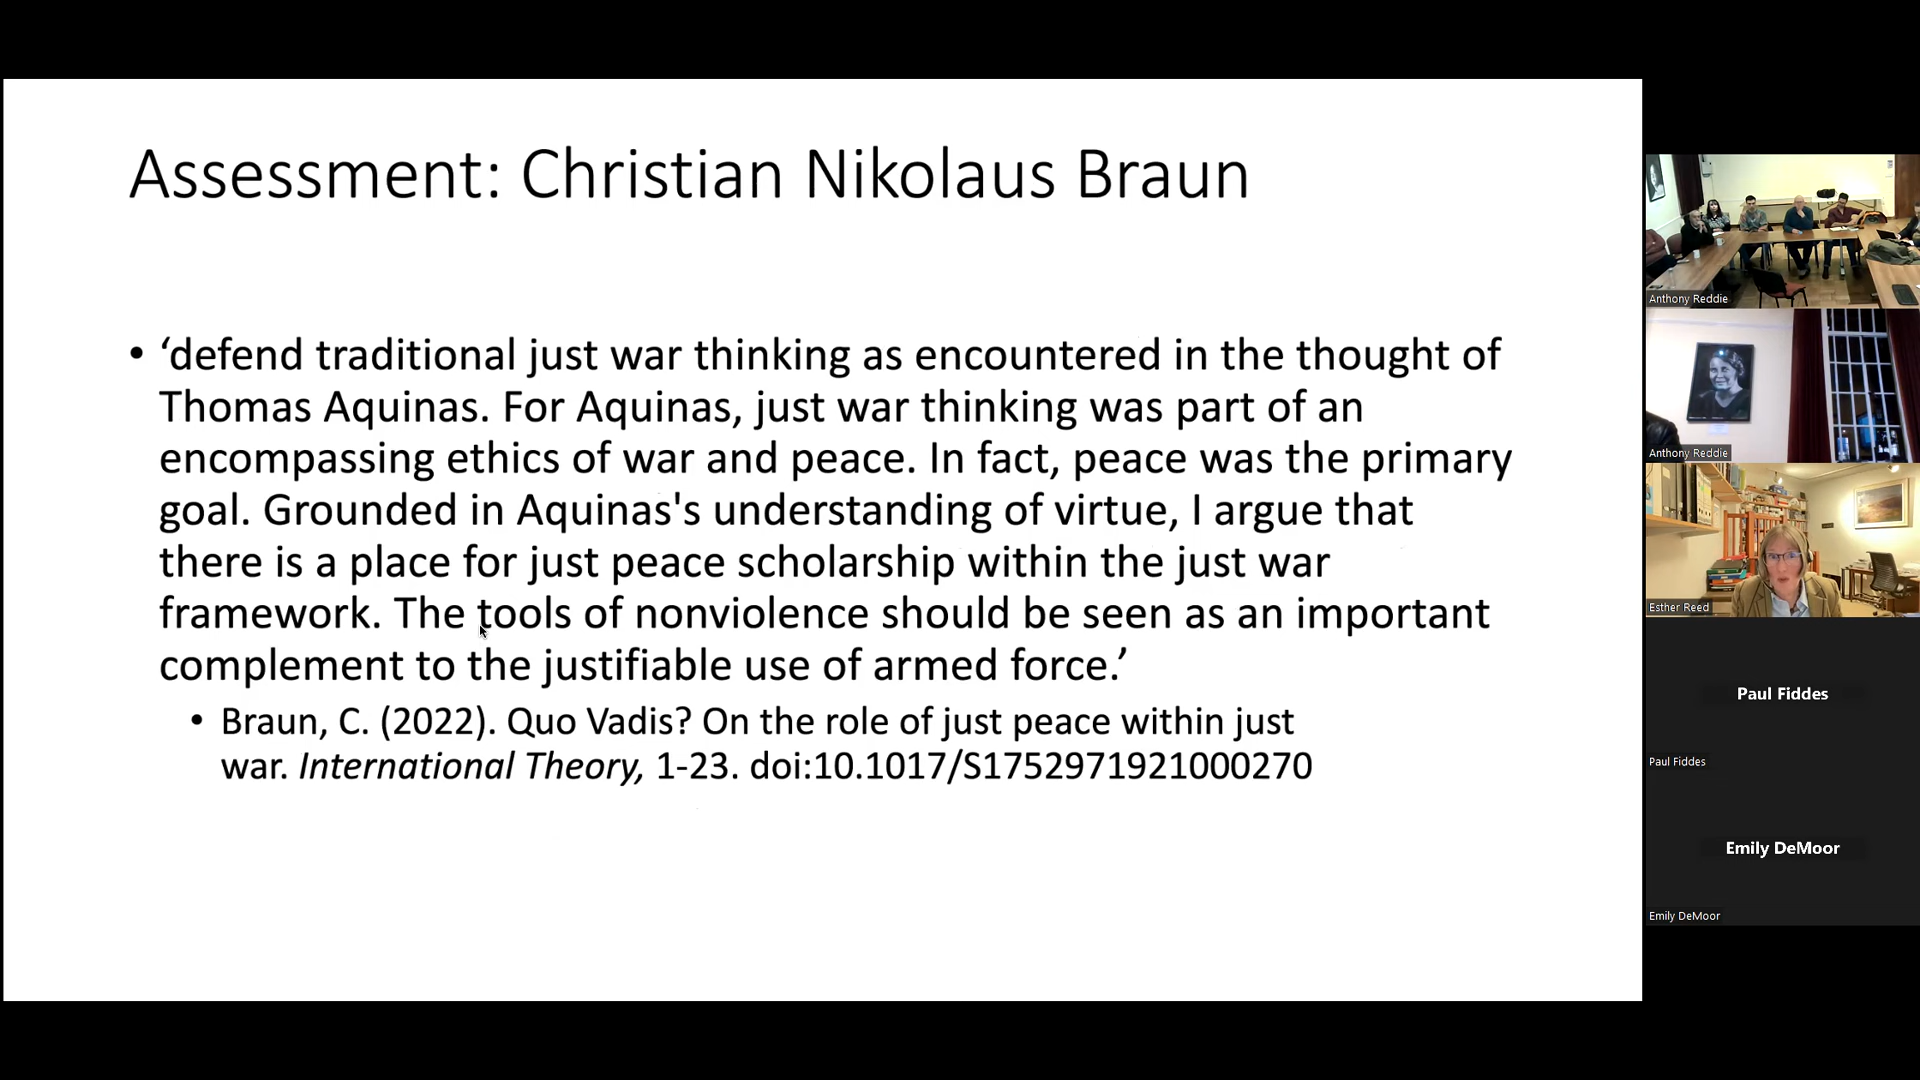 Assessment: Christian Nikolaus Braun
• ‘defend traditional just war thinking as encountered in the thought of
Thomas Aquinas. For Aquinas, just war thinking was part of an
encompassing ethics of war and peace. In fact, peace was the primary
goal. Grounded in Aquinas's understanding of virtue, I argue that
there is a place for just peace scholarship within the just war
framework. The tools of nonviolence should be seen as an important
complement to the justifiable use of armed force.’
• Braun, C. (2022). Quo Vadis? On the role of just peace within just
war. International Theory, 1-23. doi:10.1017/S1752971921000270
Anthony Reddie
Anthony Reddie
Esther Reed
Paul Fiddes
Paul Fiddes
Emily DeMoor
Emily DeMoor